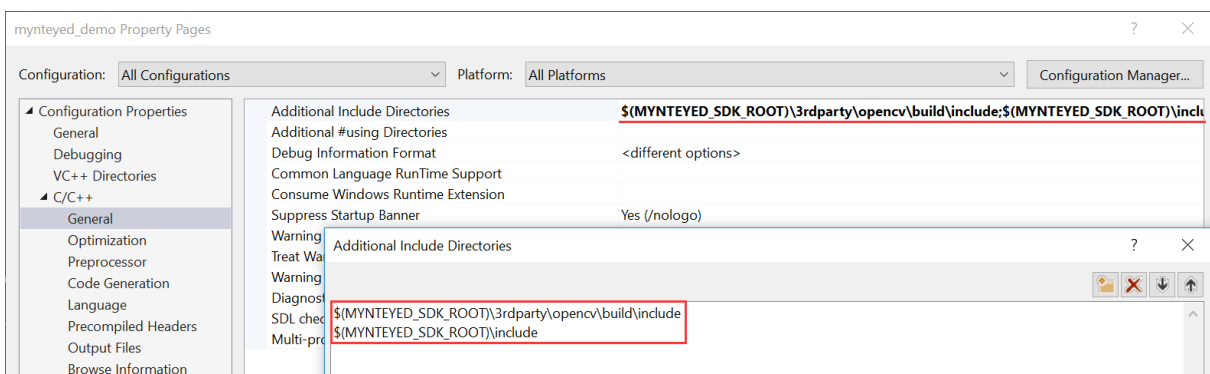 mynteyed_demo Property Pages
Configuration: All Configurations Platform: All Platforms Configuration Manager...
Configuration Properties
General
Debugging
VC++ Directories
C/C++
General
Optimization
Preprocessor
Code Generation
Language
Precompiled Headers
Output Files
Browse Information
Additional Include Directories $(MYNTEYED_SDK_ROOT)\3rdparty\opencv\build\include;$(MYNTEYED_SDK_ROOT)\inclu
Additional #using Directories
Debug Information Format <different options>
Common Language RunTime Support
Consume Windows Runtime Extension
Suppress Startup Banner Yes (/nologo)
Warning
Treat Wa
Warning
Diagnost
SDL chec
Multi-pro
Additional Include Directories
$(MYNTEYED_SDK_ROOT)\3rdparty\opencv\build\include
$(MYNTEYED_SDK_ROOT)\include